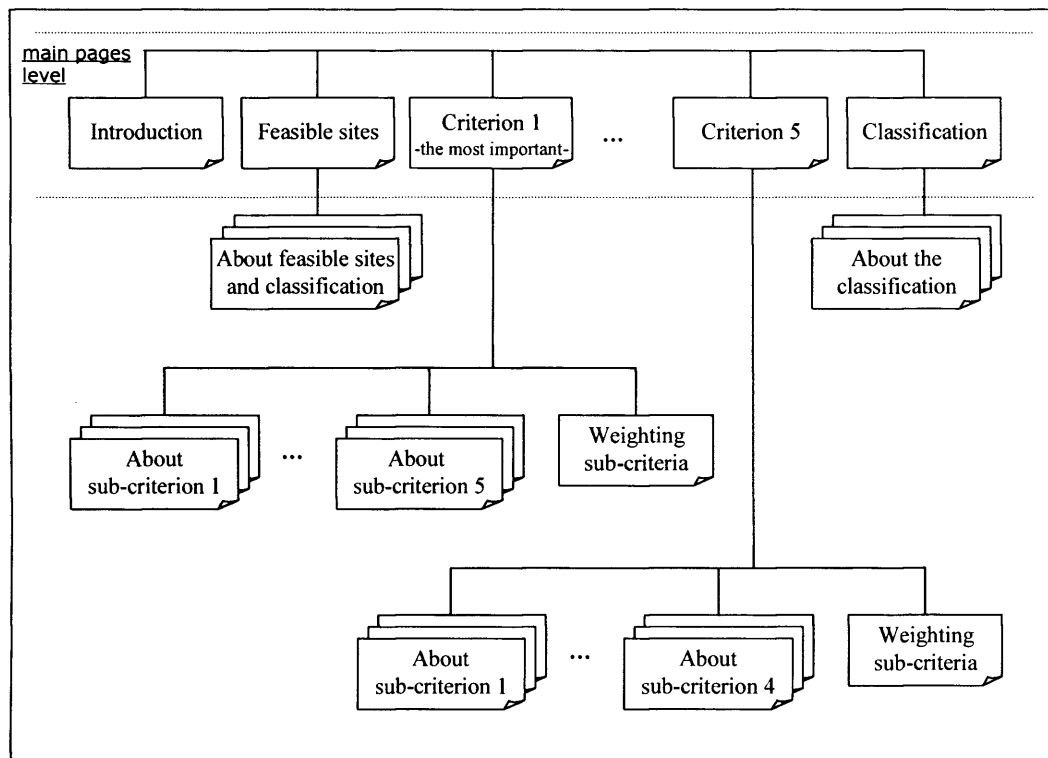 main pages
level
Introduction
Feasible sites
Criterion 1
-the most important-
...
Criterion 5
Classification
About feasible sites
and classification
About the
classification
About
sub-criterion 1
...
About
sub-criterion 5
Weighting
sub-criteria
About
sub-criterion 1
...
About
sub-criterion 4
Weighting
sub-criteria